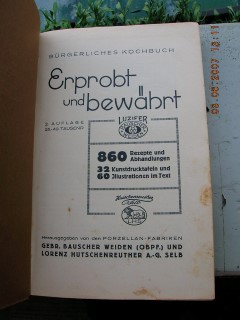 BÜRGERLICHES KOCHBUCH
Erprobt
und bewährt
2. AUFLAGE
LUZIFER
860 Rezepte und
Abhandlungen
32 Kunstdrucktafeln und
60 Illustrationen im Text
Herausgegeben von den PORZELLAN-FABRIKEN
GEBR. BAUSCHER WEIDEN (OBPF.) UND
LORENZ HUTSCHENREUTHER A.-G. SELB